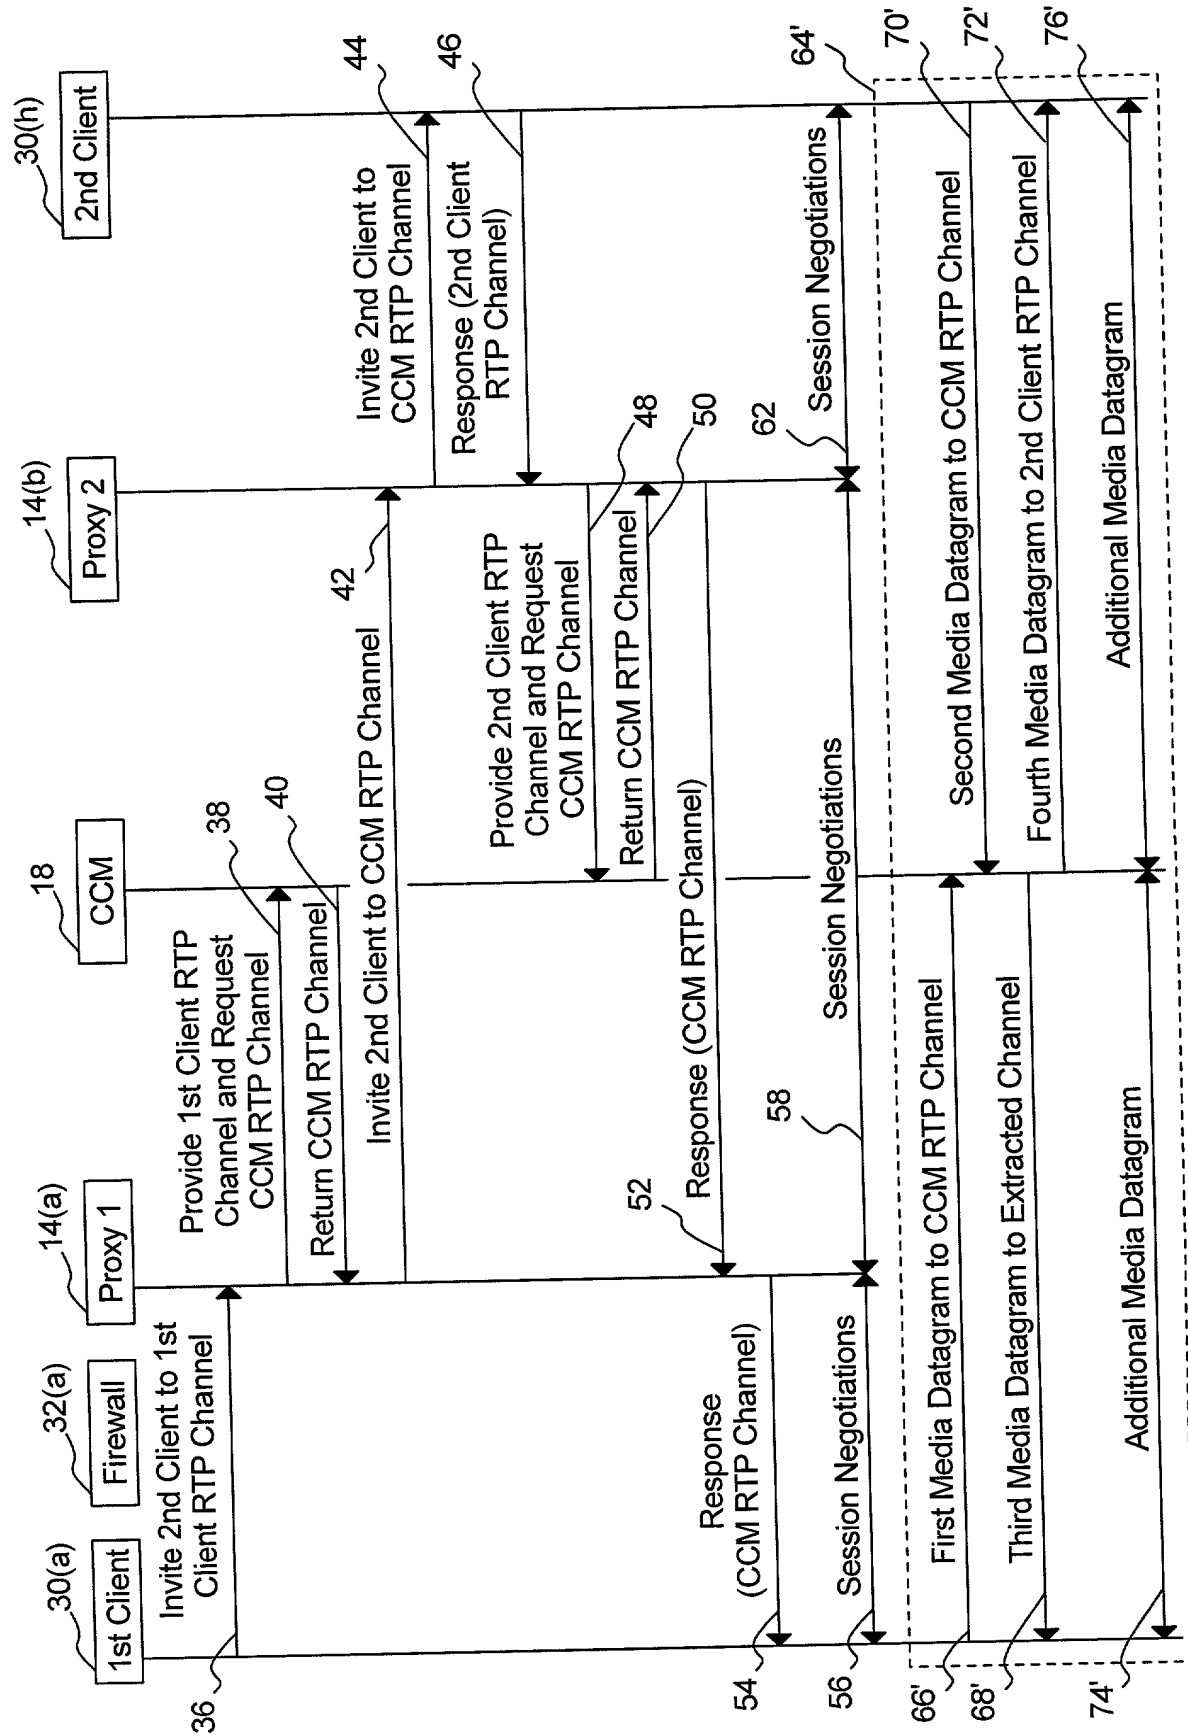 30(a)
32(a)
14(a)
18
14(b)
30(h)
1st Client
Firewall
Proxy 1
CCM
Proxy 2
2nd Client
Invite 2nd Client to 1st
Client RTP Channel
36
Provide 1st Client RTP
Channel and Request
CCM RTP Channel
38
Return CCM RTP Channel
40
Invite 2nd Client to CCM RTP Channel
42
Invite 2nd Client to
CCM RTP Channel
44
Response (2nd Client
RTP Channel)
46
Provide 2nd Client RTP
Channel and Request
CCM RTP Channel
48
Return CCM RTP Channel
50
Response (CCM RTP Channel)
52
Response
(CCM RTP Channel)
54
Session Negotiations
56
Session Negotiations
58
Session Negotiations
62
64'
First Media Datagram to CCM RTP Channel
66'
Second Media Datagram to CCM RTP Channel
70'
Third Media Datagram to Extracted Channel
68'
Fourth Media Datagram to 2nd Client RTP Channel
72'
Additional Media Datagram
74'
Additional Media Datagram
76'